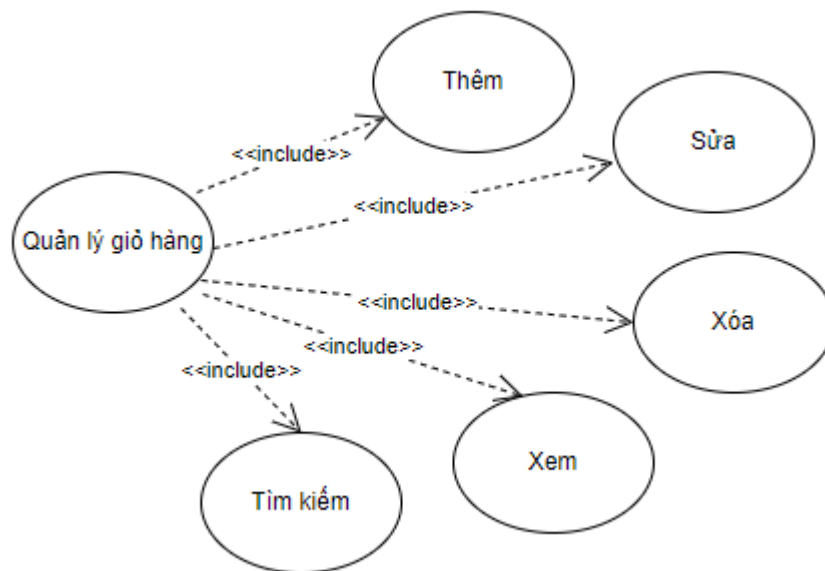 Thêm
Sửa
<<include>>
<<include>>
Quản lý giỏ hàng
<<include>>
Xóa
<<include>>
<<include>>
Xem
Tìm kiếm